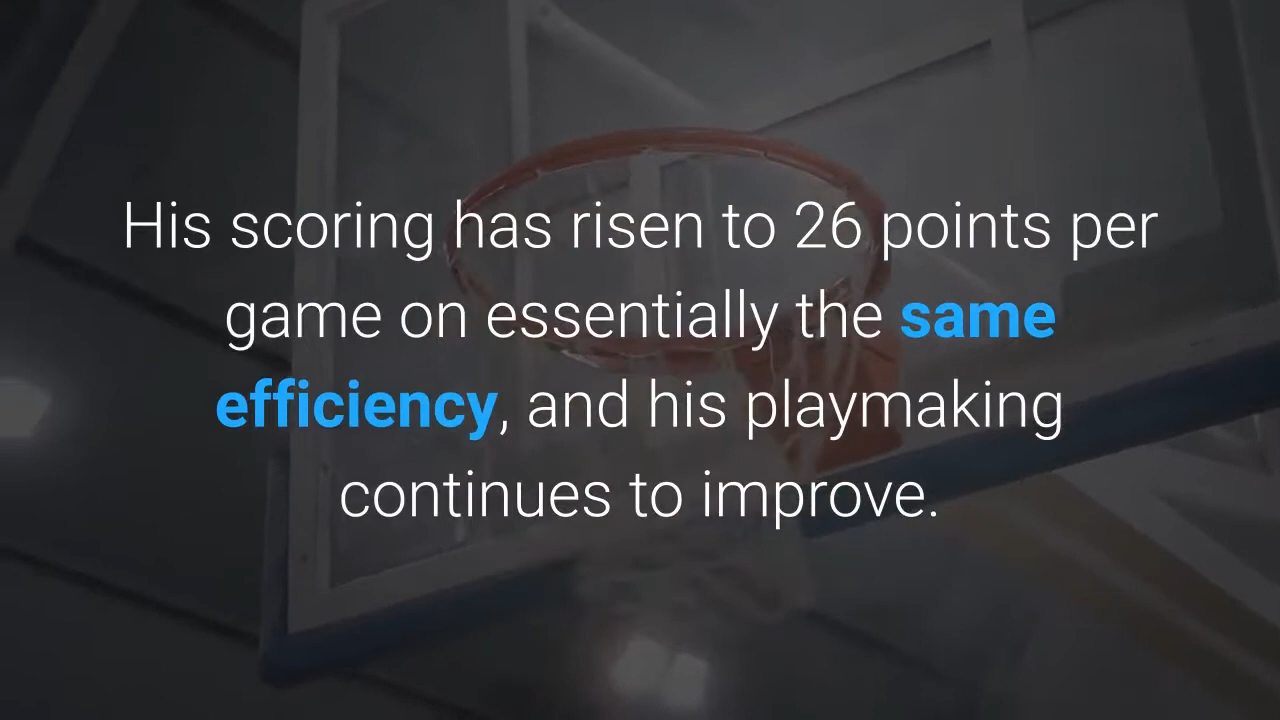 His scoring has risen to 26 points per
game on essentially the same
efficiency, and his playmaking
continues to improve.